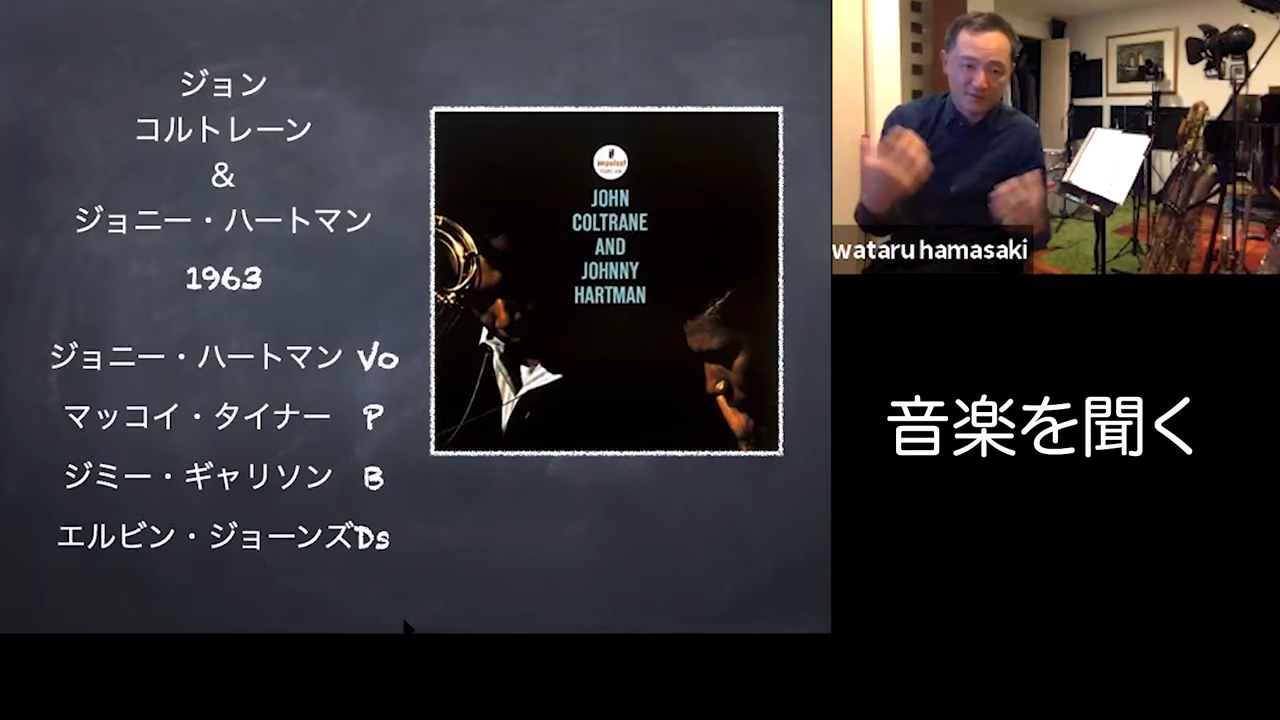 ジョン
コルトレーン
&
ジョニー・ハートマン
1963
ジョニー・ハートマン Vo
マッコイ・タイナー P
ジミー・ギャリソン B
エルビン・ジョーンズDs
impulse!
JOHN
COLTRANE
AND
JOHNNY
HARTMAN
wataru hamasaki
音楽を聞く